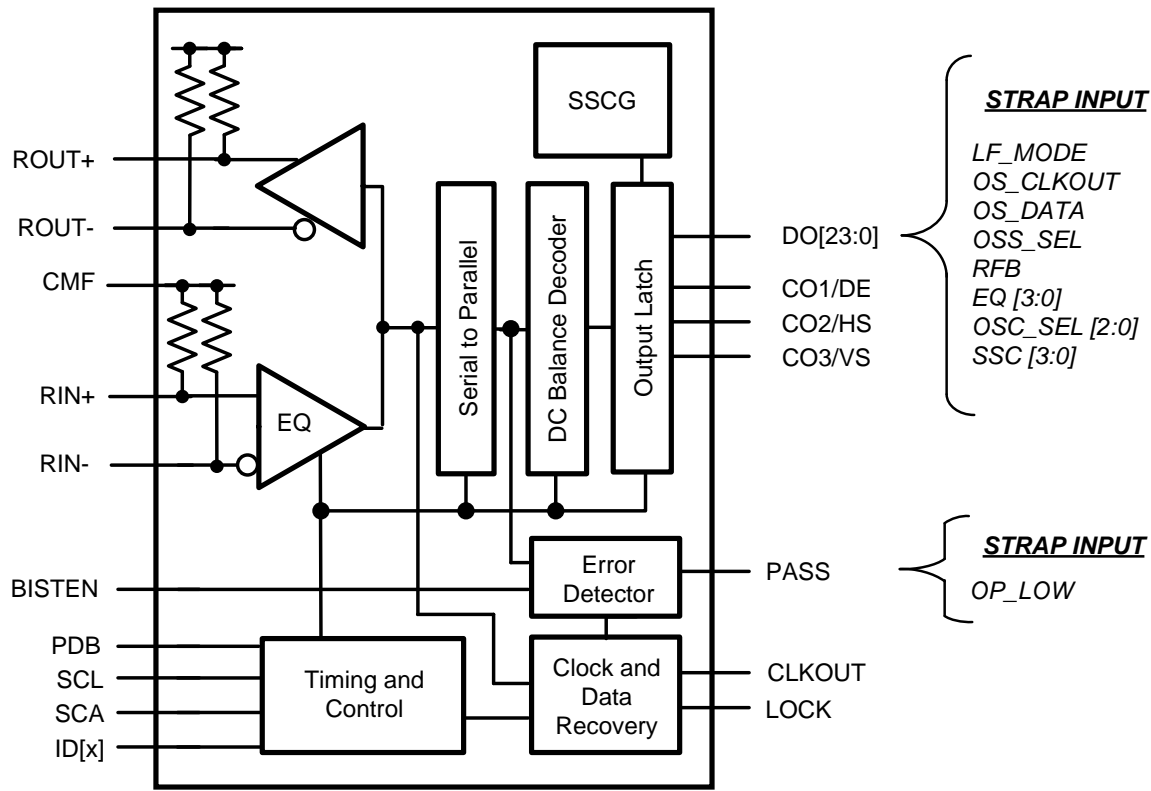 ROUT+
ROUT-
CMF
RIN+
RIN-
BISTEN
PDB
SCL
SCA
ID[x]
EQ
SSCG
Serial to Parallel
DC Balance Decoder
Output Latch
Error
Detector
Timing and
Control
Clock and
Data
Recovery
DO[23:0]
CO1/DE
CO2/HS
CO3/VS
PASS
CLKOUT
LOCK
STRAP INPUT
LF_MODE
OS_CLKOUT
OS_DATA
OSS_SEL
RFB
EQ [3:0]
OSC_SEL [2:0]
SSC [3:0]
STRAP INPUT
OP_LOW